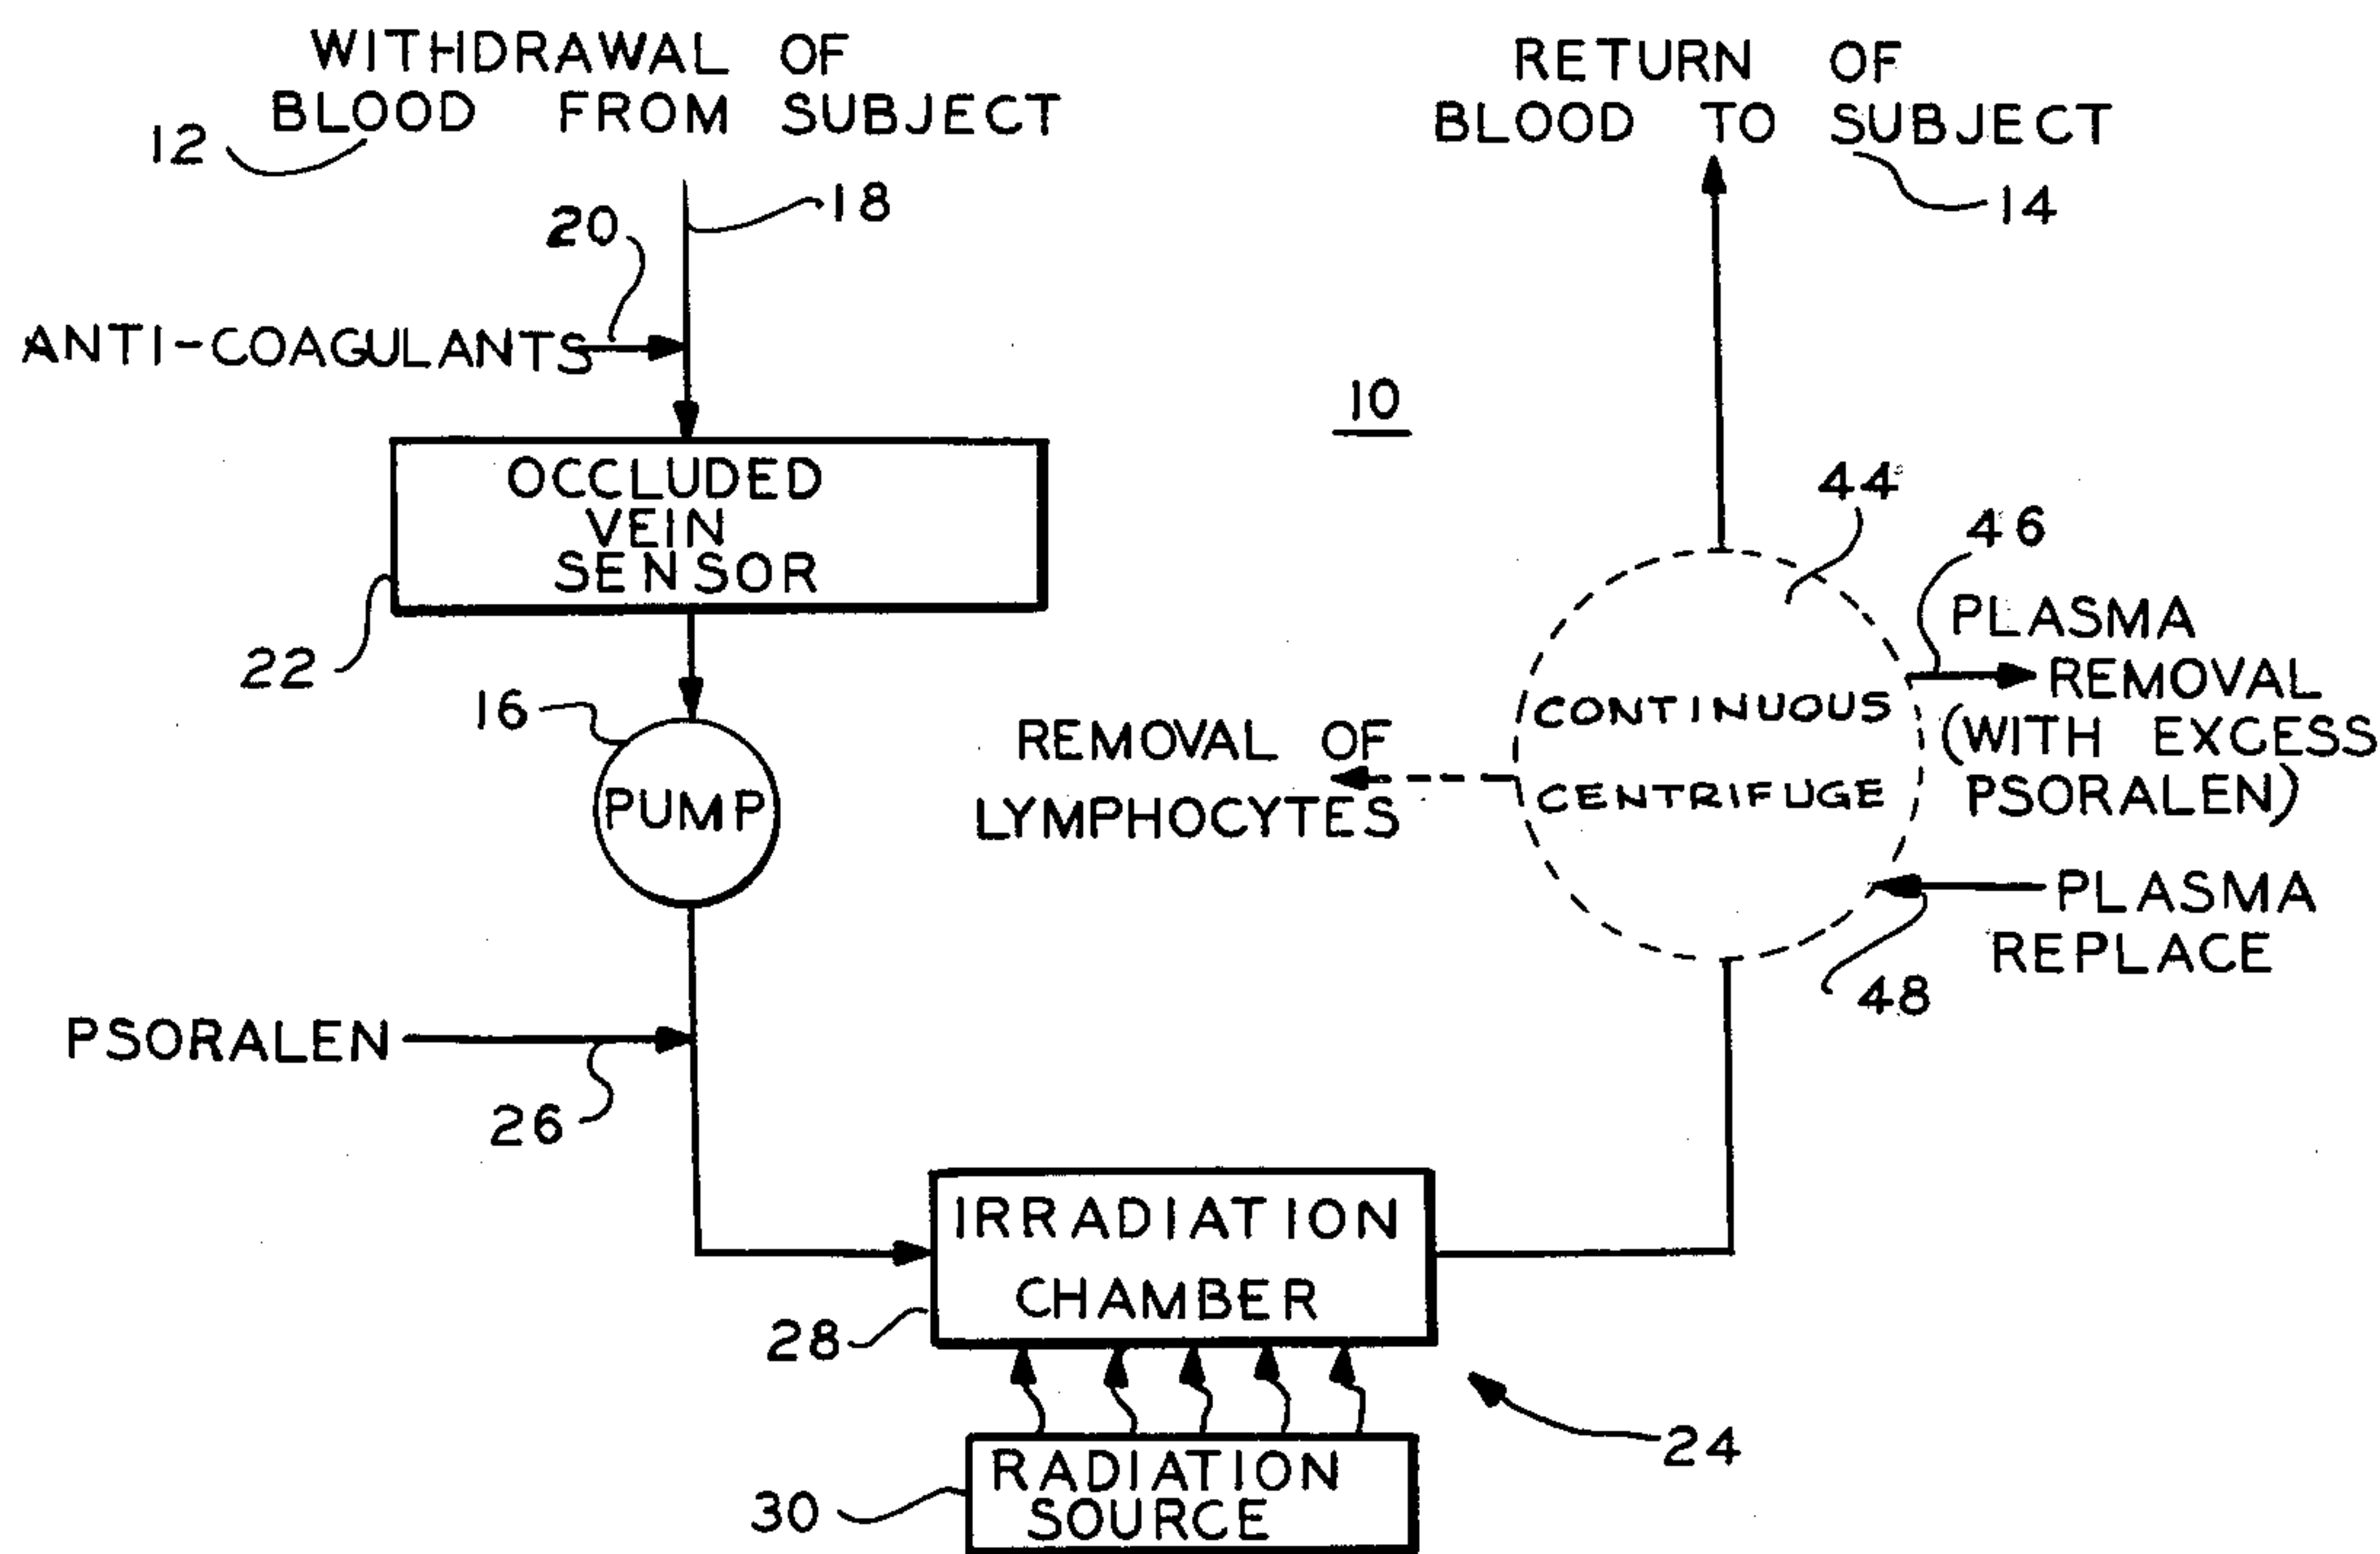 WITHDRAWAL OF
BLOOD FROM SUBJECT
12
18
20
ANTI-COAGULANTS
OCCLUDED
VEIN
SENSOR
22
16
PUMP
PSORALEN
26
IRRADIATION
CHAMBER
28
RADIATION
SOURCE
30
24
10
RETURN OF
BLOOD TO SUBJECT
14
44
46
PLASMA
REMOVAL
(WITH EXCESS
PSORALEN)
CONTINUOUS
CENTRIFUGE
REMOVAL OF
LYMPHOCYTES
PLASMA
REPLACE
48